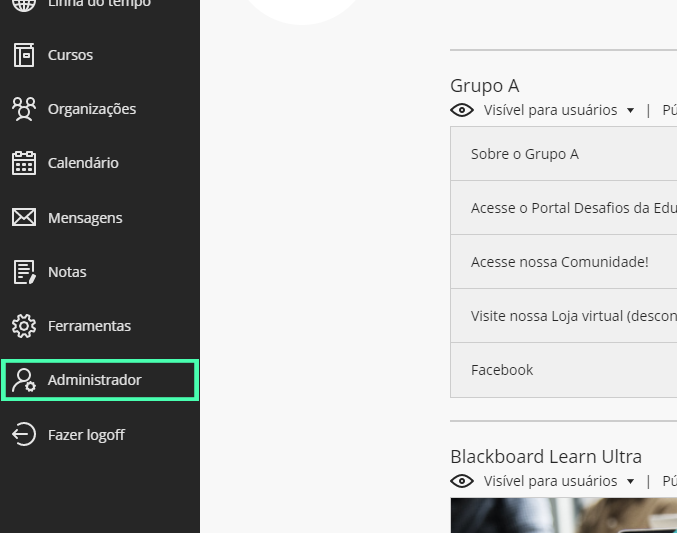 Linha do tempo
Cursos
Organizações
Calendário
Mensagens
Notas
Ferramentas
Administrador
Fazer logoff
Grupo A
Visível para usuários | Pú
Sobre o Grupo A
Acesse o Portal Desafios da Edu
Acesse nossa Comunidade!
Visite nossa Loja virtual (descon
Facebook
Blackboard Learn Ultra
Visível para usuários | Pú